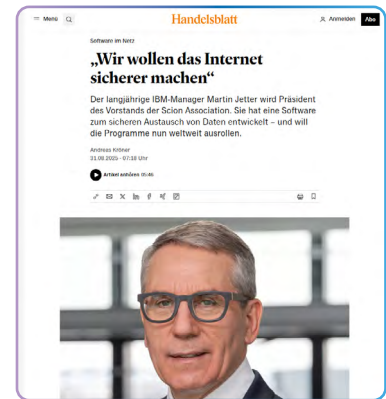 Menü
Handelsblatt
Anmelden
Abo
Software im Netz
„Wir wollen das Internet
sicherer machen“
Der langjährige IBM-Manager Martin Jetter wird Präsident
des Vorstands der Scion Association. Sie hat eine Software
zum sicheren Austausch von Daten entwickelt – und will
die Programme nun weltweit ausrollen.
Andreas Kröner
31.08.2025 - 07:18 Uhr
Artikel anhören